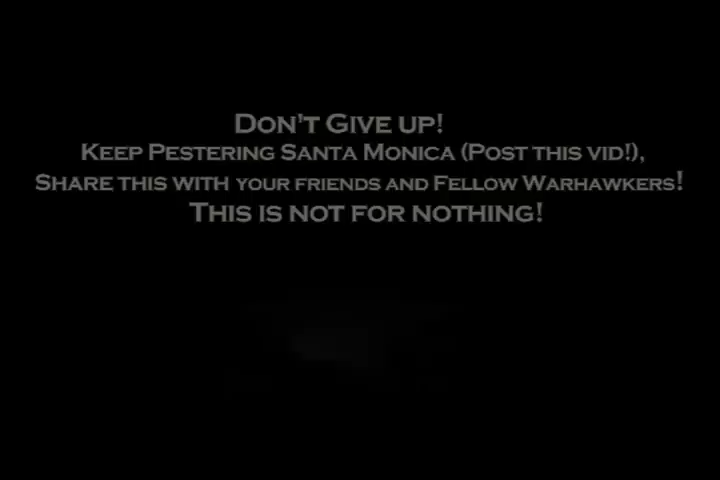 Don't Give up!
Keep Pestering Santa Monica (Post this vid!),
Share this with your friends and Fellow Warhawkers!
This is not for nothing!